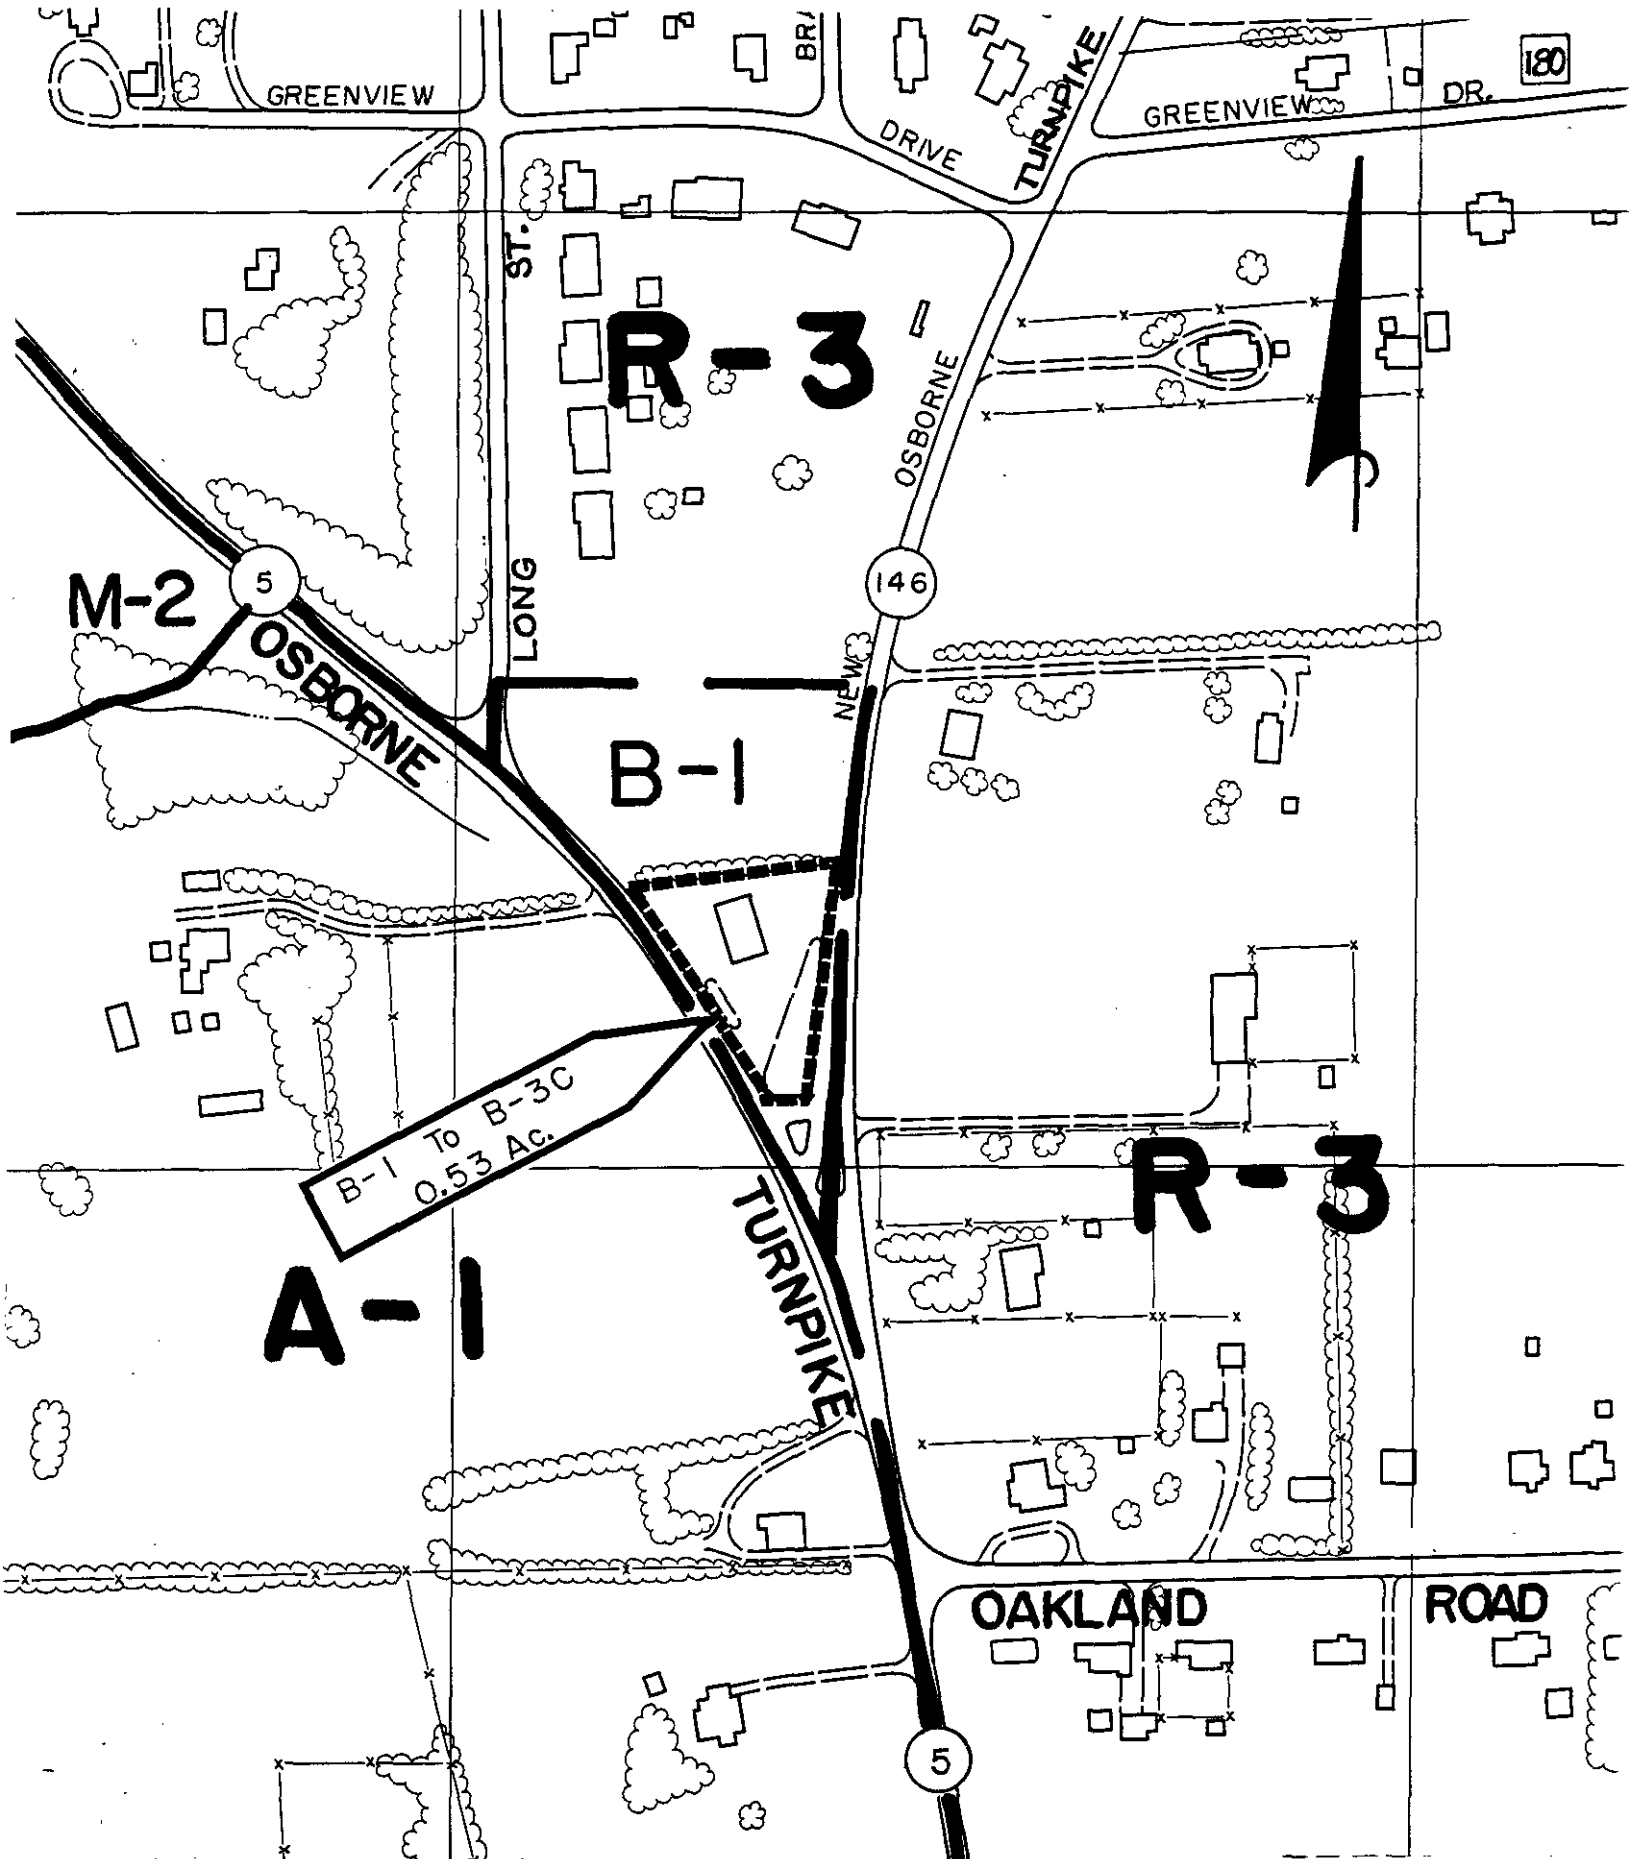 BRA
TURNPIKE
180
GREENVIEW
GREENVIEW DR.
DRIVE
ST.
R-3
OSBORNE
5
146
M-2
LONG
OSBORNE
NEW
B-1
B-1 To B-3C
0.53 Ac.
R-3
TURNPIKE
A-1
OAKLAND ROAD
5